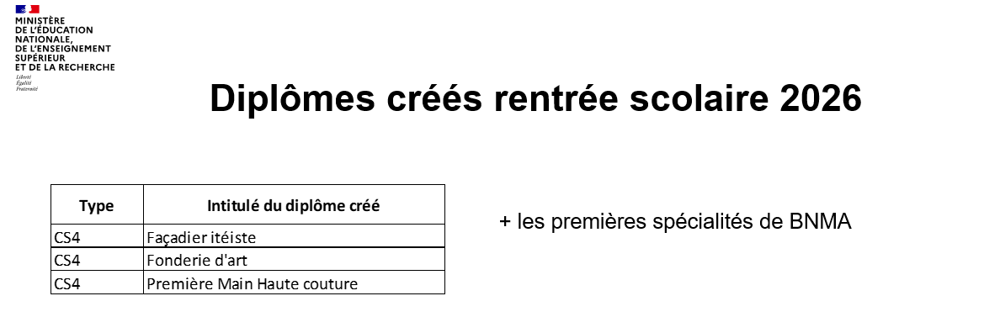 MINISTÈRE
DE L'ÉDUCATION
NATIONALE,
DE L'ENSEIGNEMENT
SUPÉRIEUR
ET DE LA RECHERCHE
Liberté
Égalité
Fraternité
Diplômes créés rentrée scolaire 2026
Type Intitulé du diplôme créé
CS4 Façadier itéiste
CS4 Fonderie d'art
CS4 Première Main Haute couture
+ les premières spécialités de BNMA